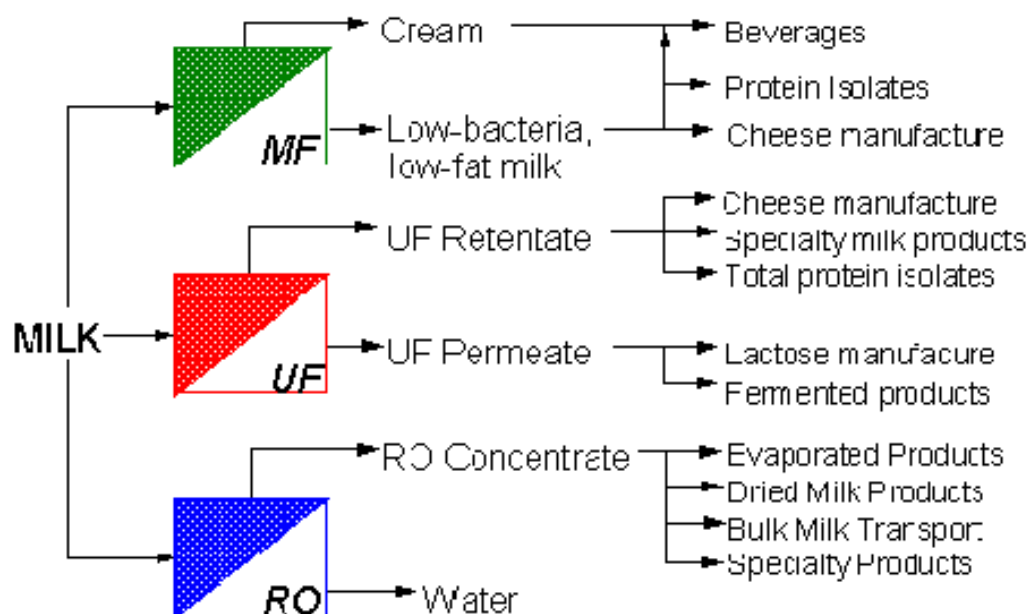 Cream
Beverages
Protein Isolates
MF
Low-bacteria,
low-fat milk
Cheese manufacture
UF Retentate
Cheese manufacture
Specialty milk products
Total protein isolates
MILK
UF
UF Permeate
Lactose manufacure
Fermented products
RO Concentrate
Evaporated Products
Dried Milk Products
Bulk Milk Transport
Specialty Products
RO
Water